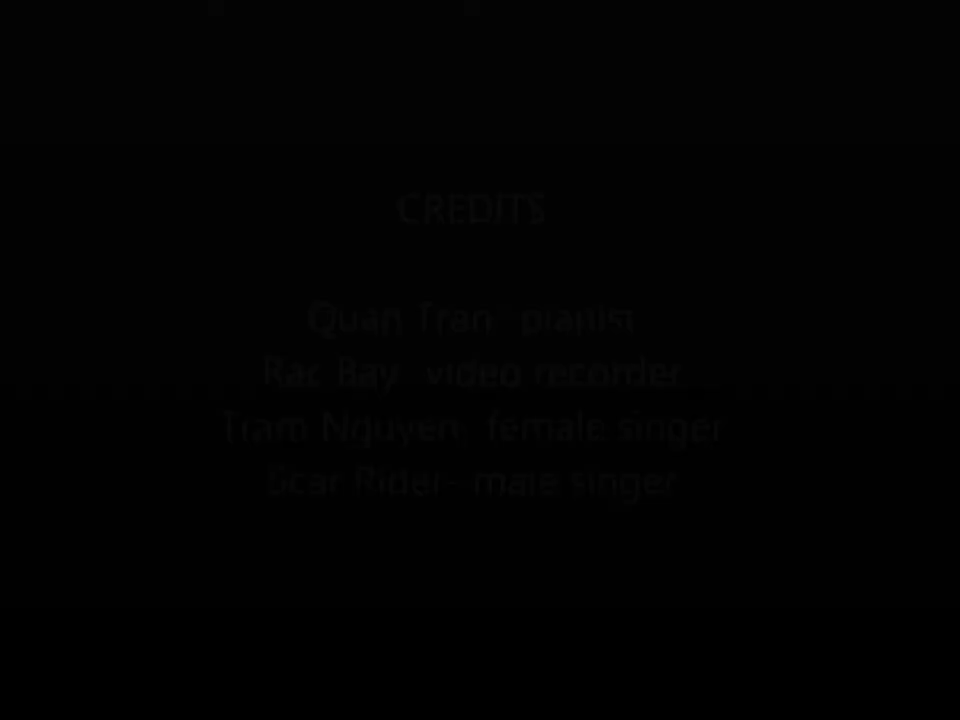 CREDITS
Quan Tran - pianist
Rac Bay - video recorder
Tram Nguyen- female singer
Scar Rider- male singer